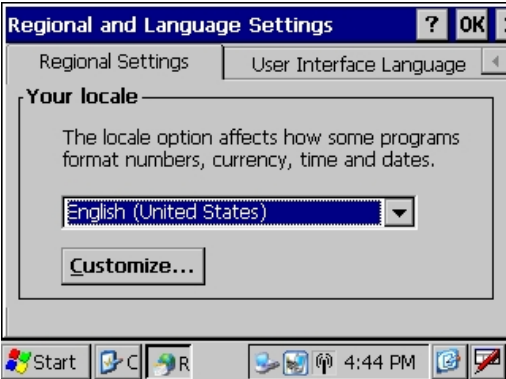 Regional and Language Settings ? OK
Regional Settings User Interface Language
Your locale
The locale option affects how some programs
format numbers, currency, time and dates.
English (United States)
Customize...
Start C R 4:44 PM